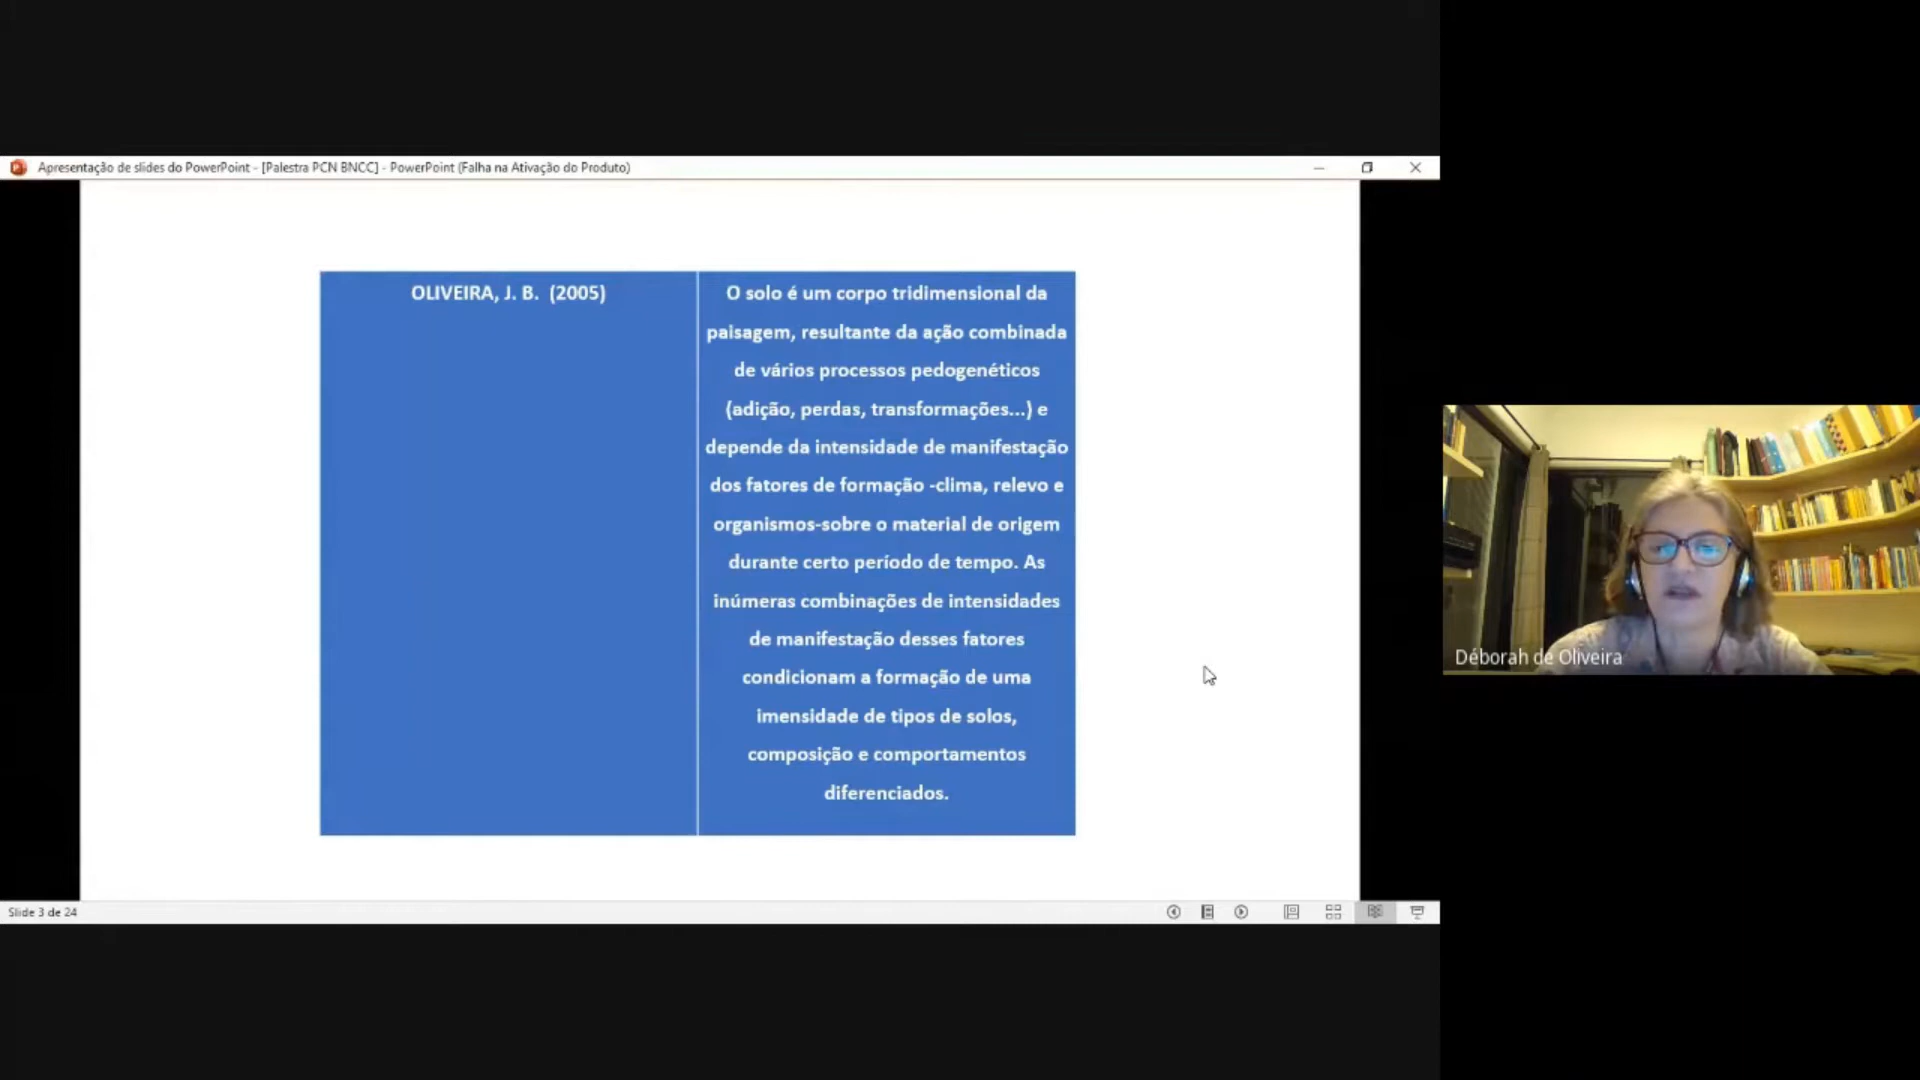 Apresentação de slides do PowerPoint - [Palestra PCN BNCC] - PowerPoint (Falha na Ativação do Produto)
OLIVEIRA, J. B. (2005)
O solo é um corpo tridimensional da
paisagem, resultante da ação combinada
de vários processos pedogenéticos
(adição, perdas, transformações...) e
depende da intensidade de manifestação
dos fatores de formação -clima, relevo e
organismos-sobre o material de origem
durante certo período de tempo. As
inúmeras combinações de intensidades
de manifestação desses fatores
condicionam a formação de uma
imensidade de tipos de solos,
composição e comportamentos
diferenciados.
Déborah de Oliveira
Slide 3 de 24